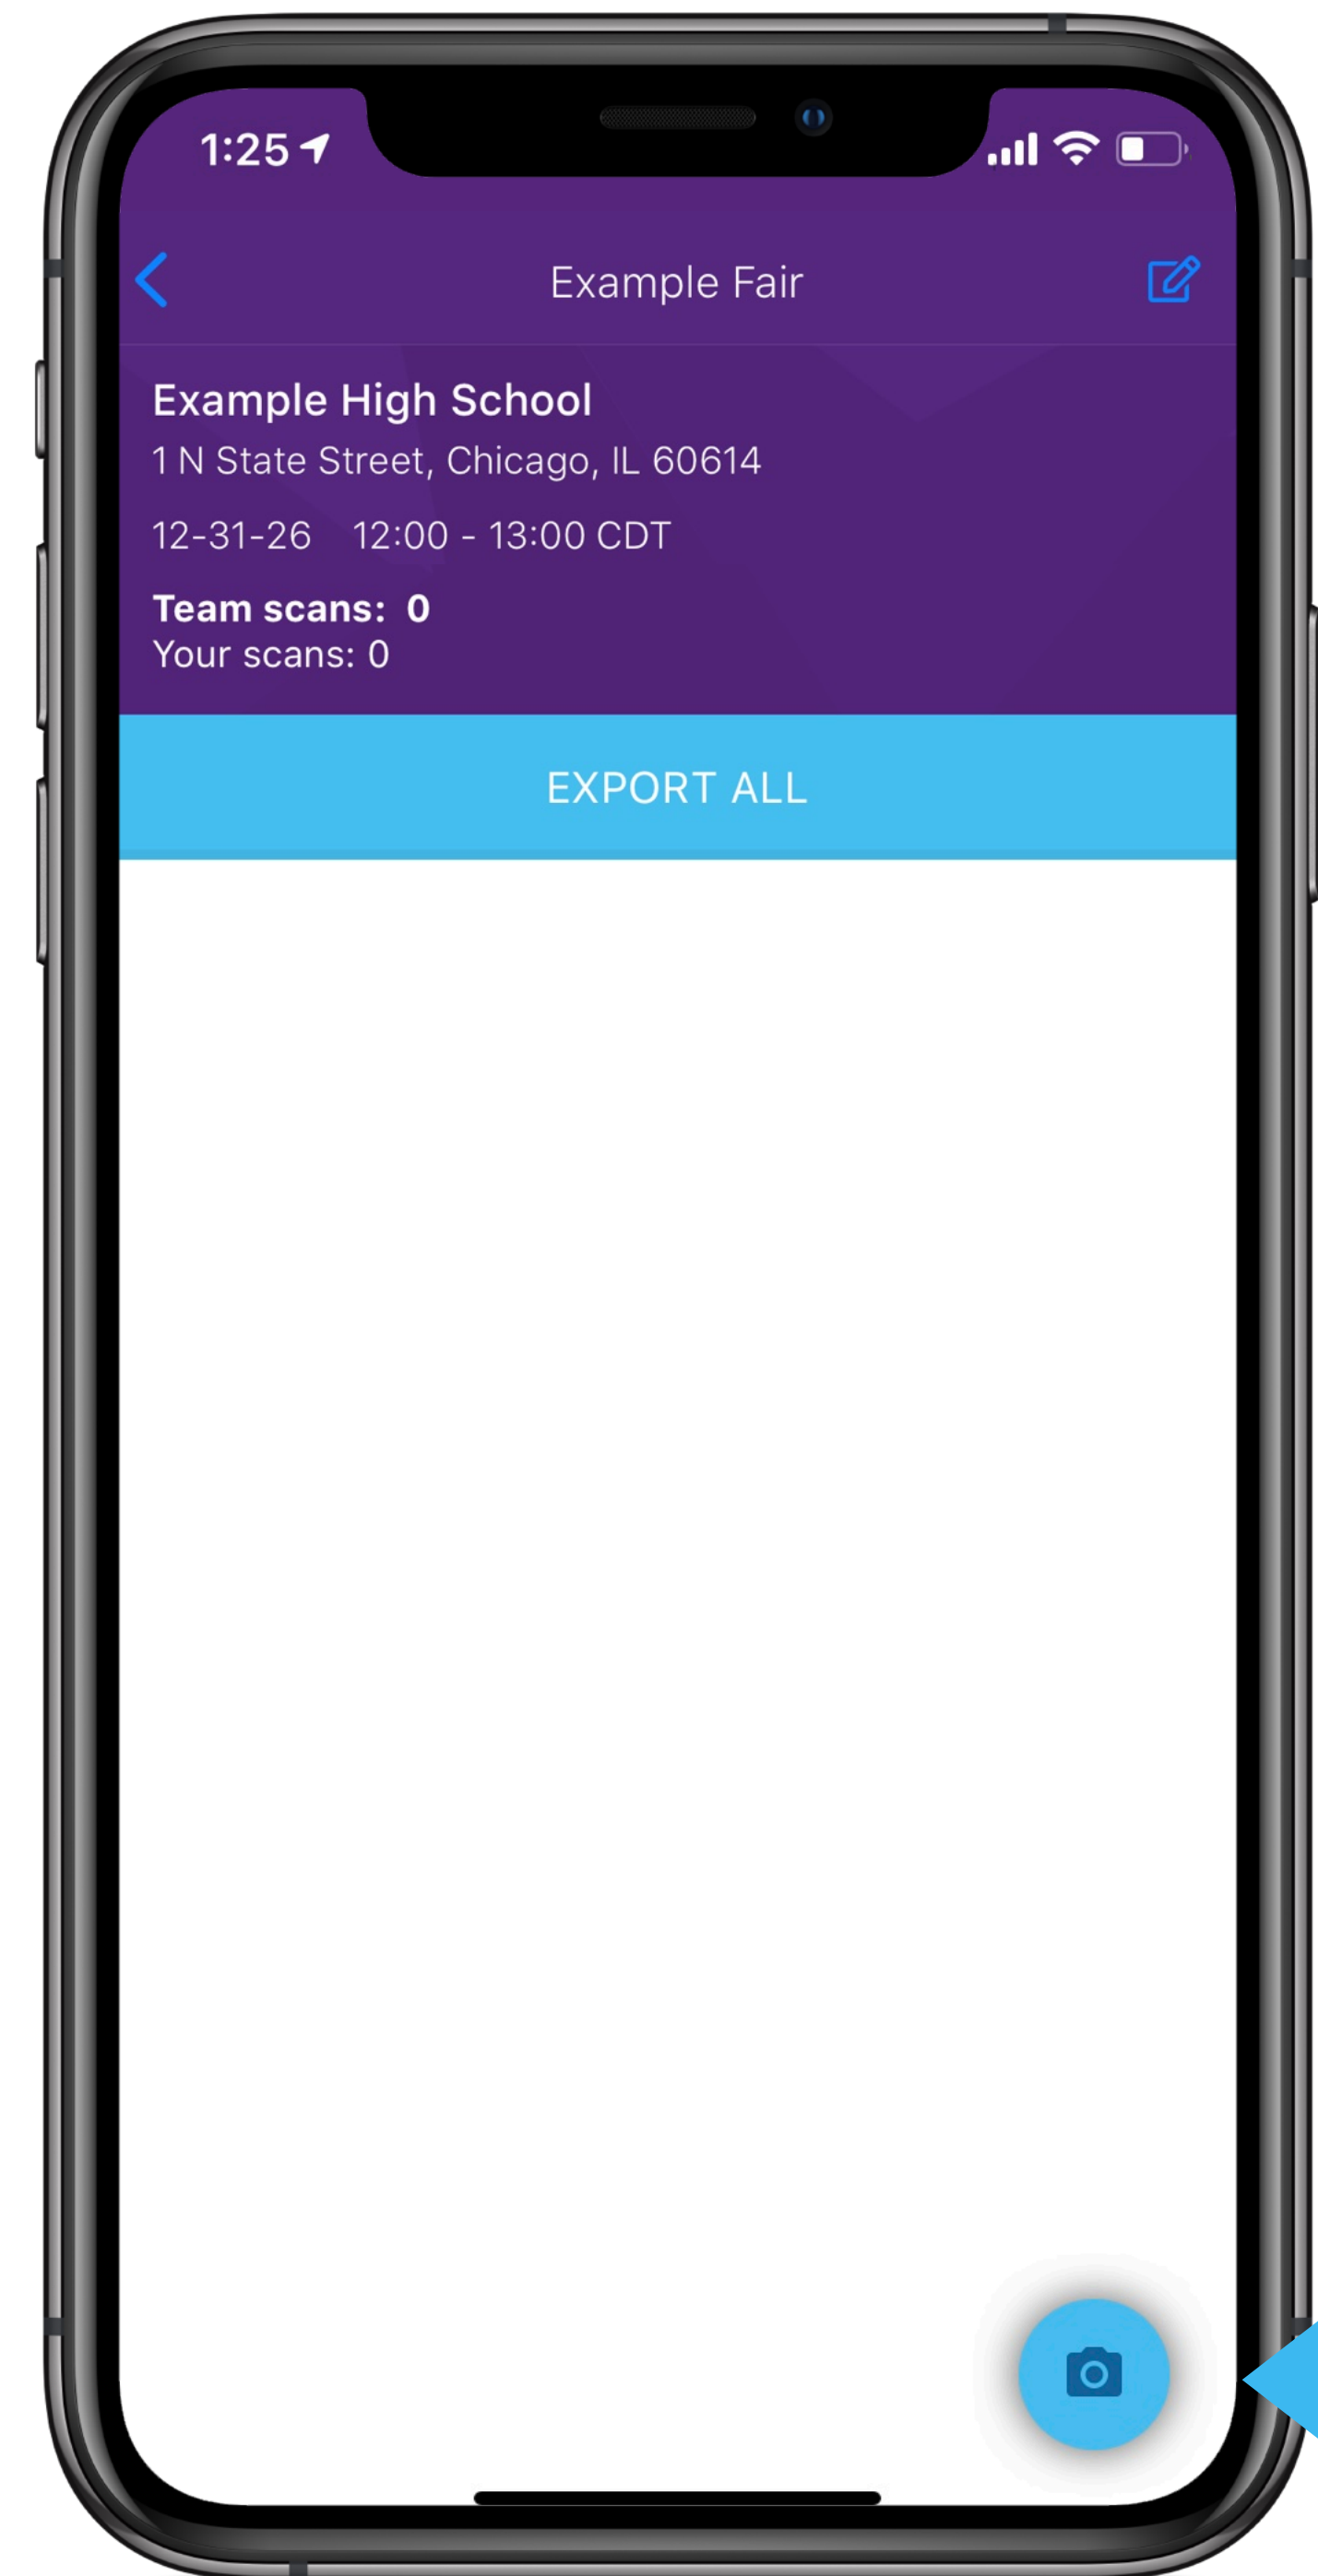 1:25
Example Fair
Example High School
1 N State Street, Chicago, IL 60614
12-31-26 12:00 - 13:00 CDT
Team scans: 0
Your scans: 0
EXPORT ALL